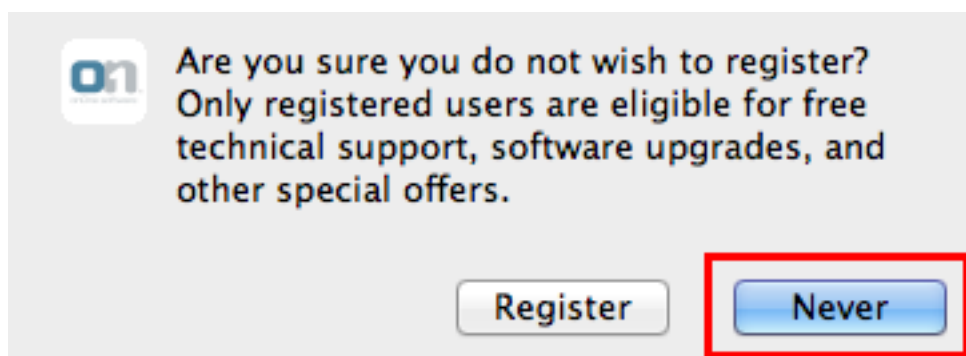 on
Are you sure you do not wish to register?
Only registered users are eligible for free
technical support, software upgrades, and
other special offers.
Register
Never